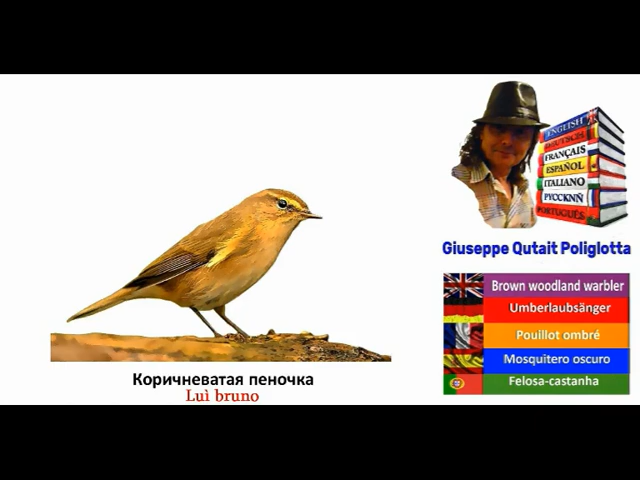 ENGLISH
DEUTSCH
FRANÇAIS
ESPAÑOL
ITALIANO
РУССКИЙ
PORTUGUÊS
Giuseppe Qutait Poliglotta
Brown woodland warbler
Umberlaubsänger
Pouillot ombré
Mosquitero oscuro
Felosa-castanha
Коричневатая пеночка
Luì bruno